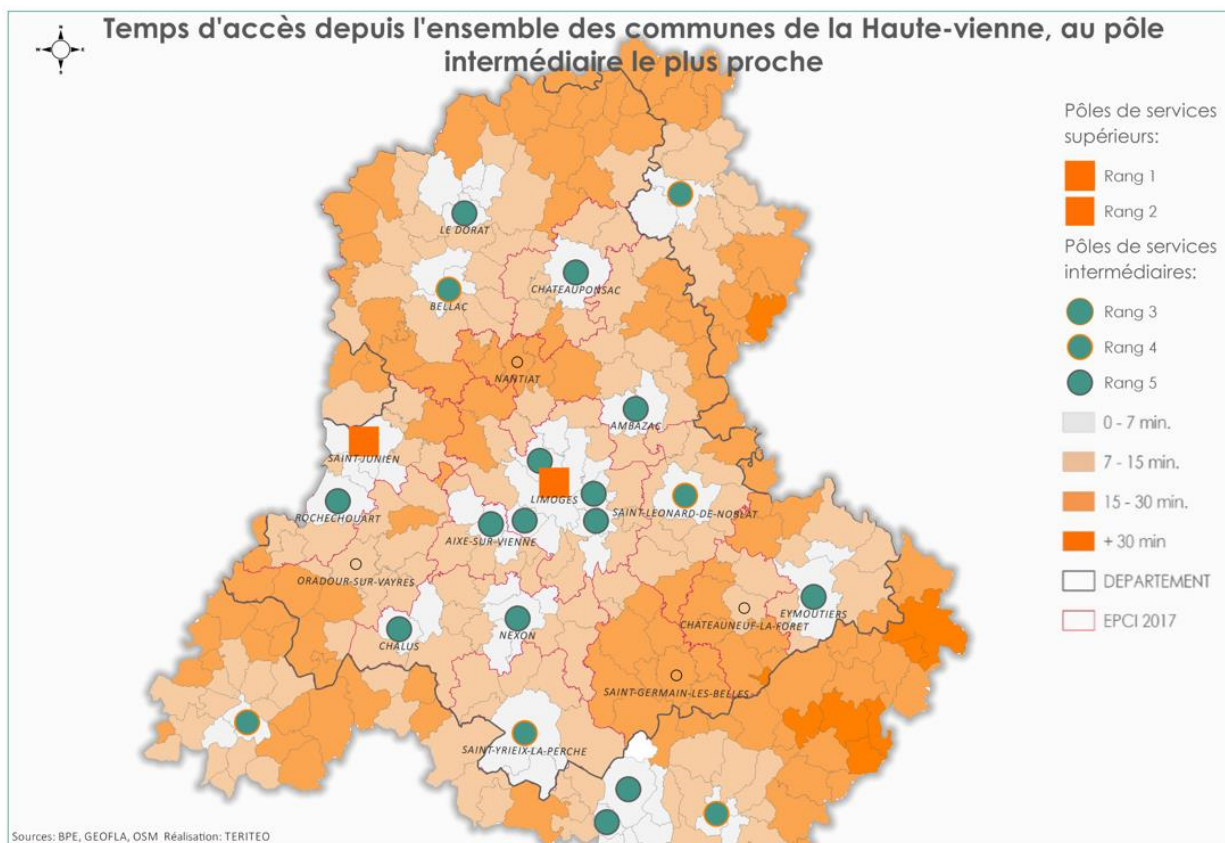 Temps d'accès depuis l'ensemble des communes de la Haute-vienne, au pôle
intermédiaire le plus proche
Pôles de services
supérieurs:
Rang 1
Rang 2
Pôles de services
intermédiaires:
Rang 3
Rang 4
Rang 5
0 - 7 min.
7 - 15 min.
15 - 30 min.
+ 30 min
DEPARTEMENT
EPCI 2017
LE DORAT
BELLAC
CHATEAUPONSAC
NANTIAT
AMBAZAC
SAINT-JUNIEN
LIMOGES
ROCHECHOUART
SAINT-LEONARD-DE-NOBLAT
AIXE-SUR-VIENNE
ORADOUR-SUR-VAYRES
CHALUS
NEXON
CHÂTEAUNEUF-LA-FORET
EYMOUTIERS
SAINT-GERMAIN-LES-BELLES
SAINT-YRIEIX-LA-PERCHE
Sources: BPE, GEOFLA, OSM Réalisation: TERITEO